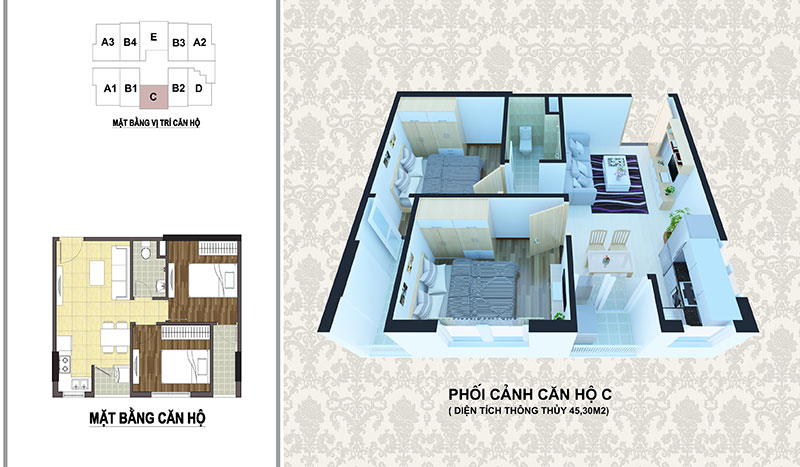 A3 B4 E B3 A2
A1 B1 C B2 D
MẶT BẰNG VỊ TRÍ CĂN HỘ
MẶT BẰNG CĂN HỘ
PHỐI CẢNH CĂN HỘ C
( DIỆN TÍCH THÔNG THỦY 45,30M2)